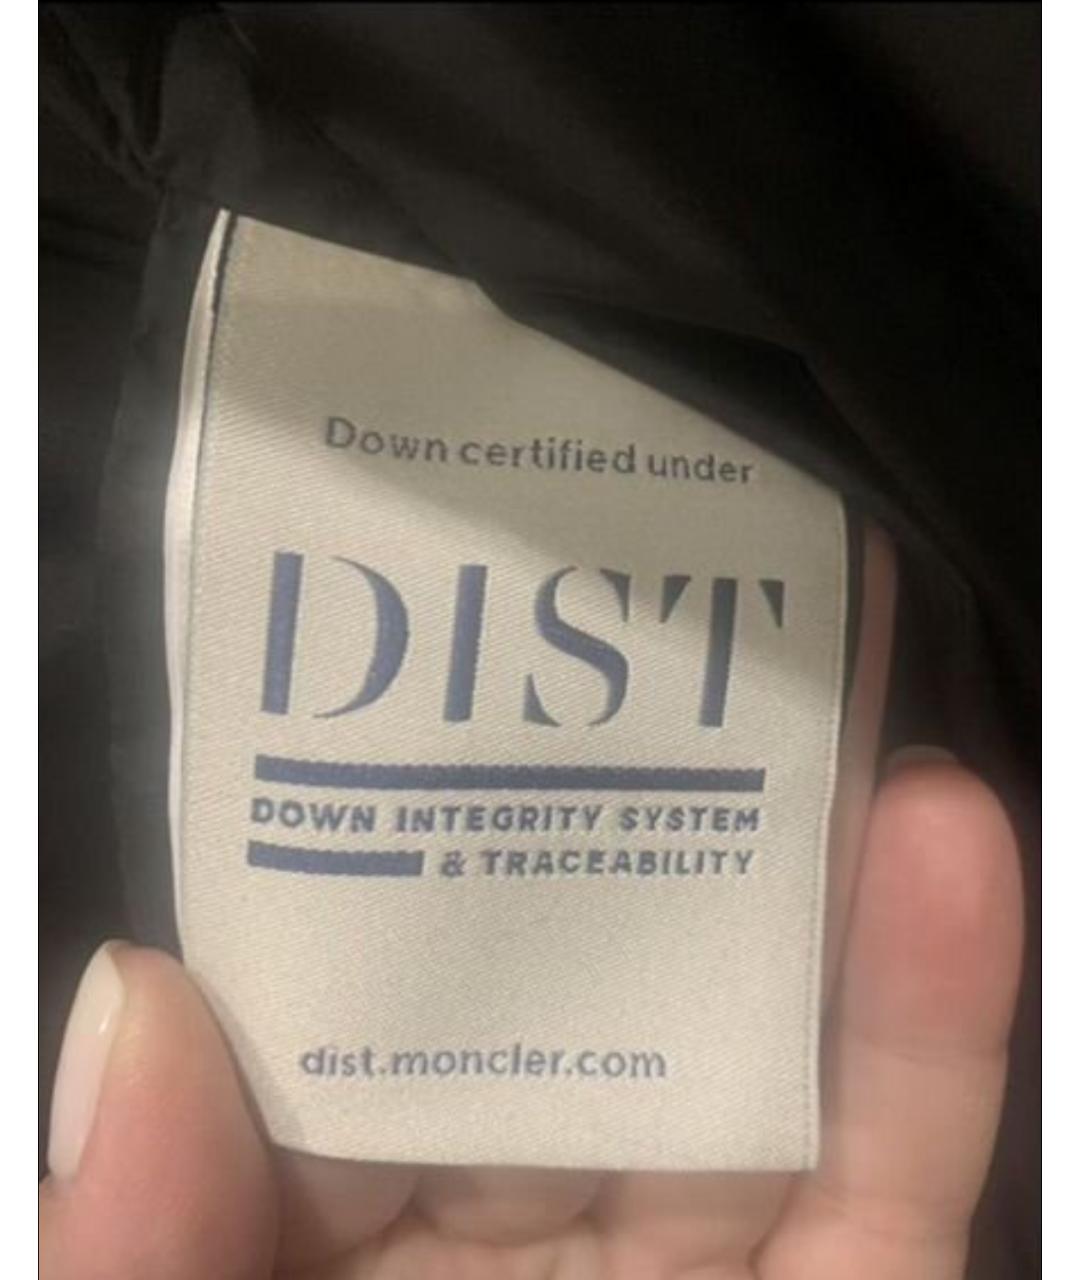 Down certified under
DIST
DOWN INTEGRITY SYSTEM
& TRACEABILITY
dist.moncler.com